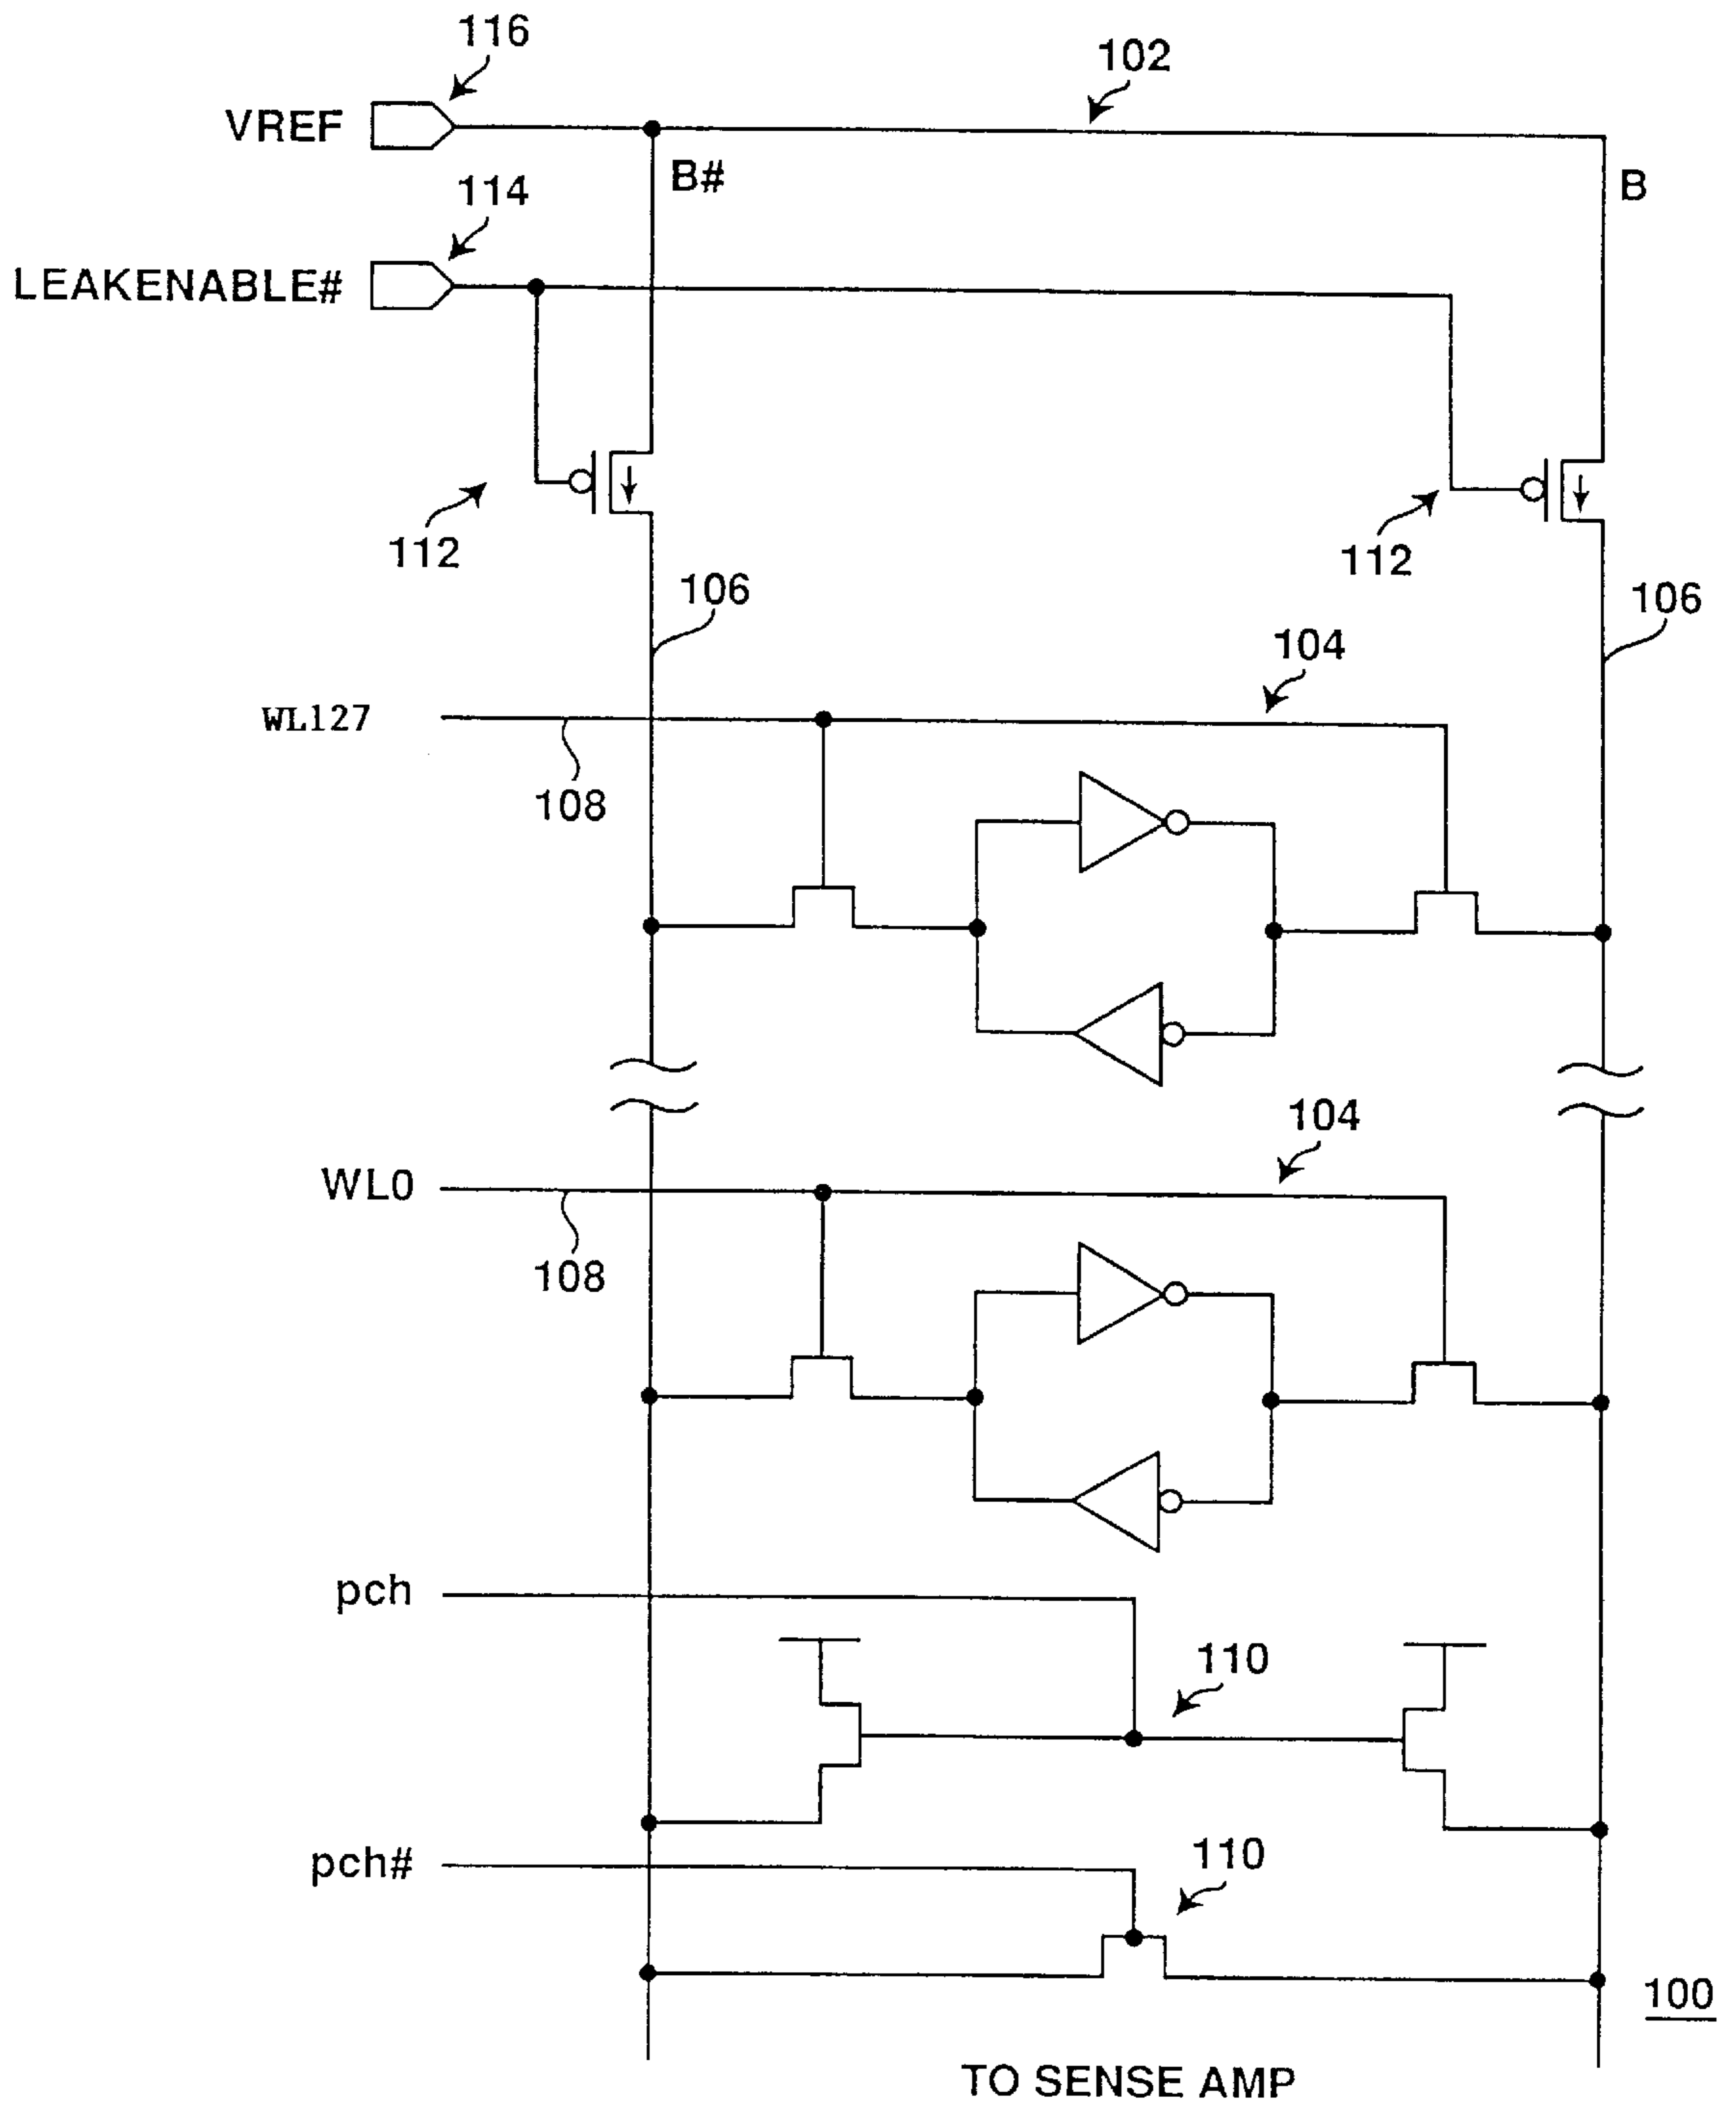 116
102
VREF
B#
B
114
LEAKENABLE#
112
112
106
106
104
WL127
108
104
WL0
108
pch
110
pch#
110
100
TO SENSE AMP